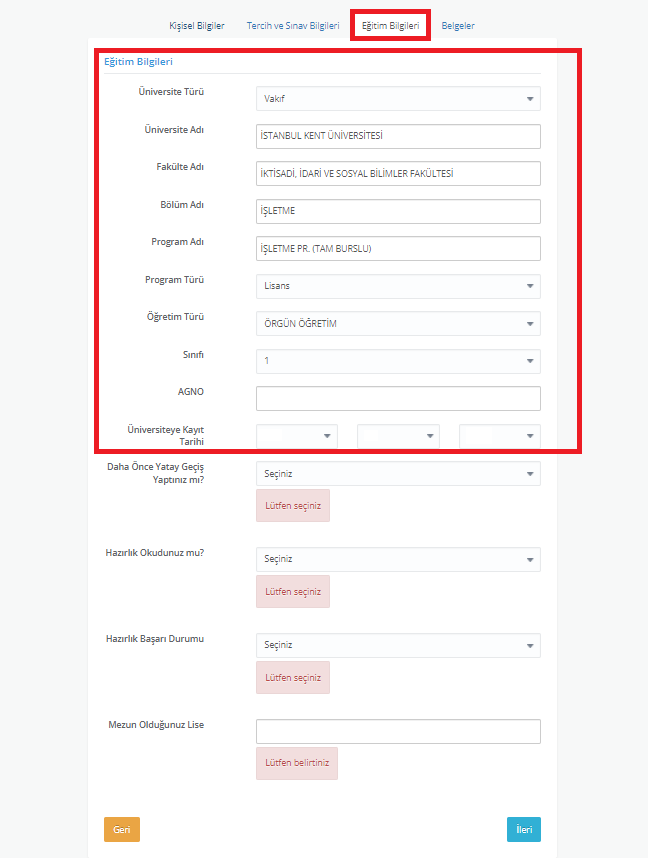 Kişisel Bilgiler Tercih ve Sınav Bilgileri Eğitim Bilgileri Belgeler
Eğitim Bilgileri
Üniversite Türü Vakıf
Üniversite Adı İSTANBUL KENT ÜNİVERSİTESİ
Fakülte Adı İKTİSADİ, İDARİ VE SOSYAL BİLİMLER FAKÜLTESİ
Bölüm Adı İŞLETME
Program Adı İŞLETME PR. (TAM BURSLU)
Program Türü Lisans
Öğretim Türü ÖRGÜN ÖĞRETİM
Sınıfı 1
AGNO
Üniversiteye Kayıt
Tarihi
Daha Önce Yatay Geçiş Seçiniz
Yaptınız mı?
Lütfen seçiniz
Hazırlık Okudunuz mu? Seçiniz
Lütfen seçiniz
Hazırlık Başarı Durumu Seçiniz
Lütfen seçiniz
Mezun Olduğunuz Lise
Lütfen belirtiniz
Geri İleri